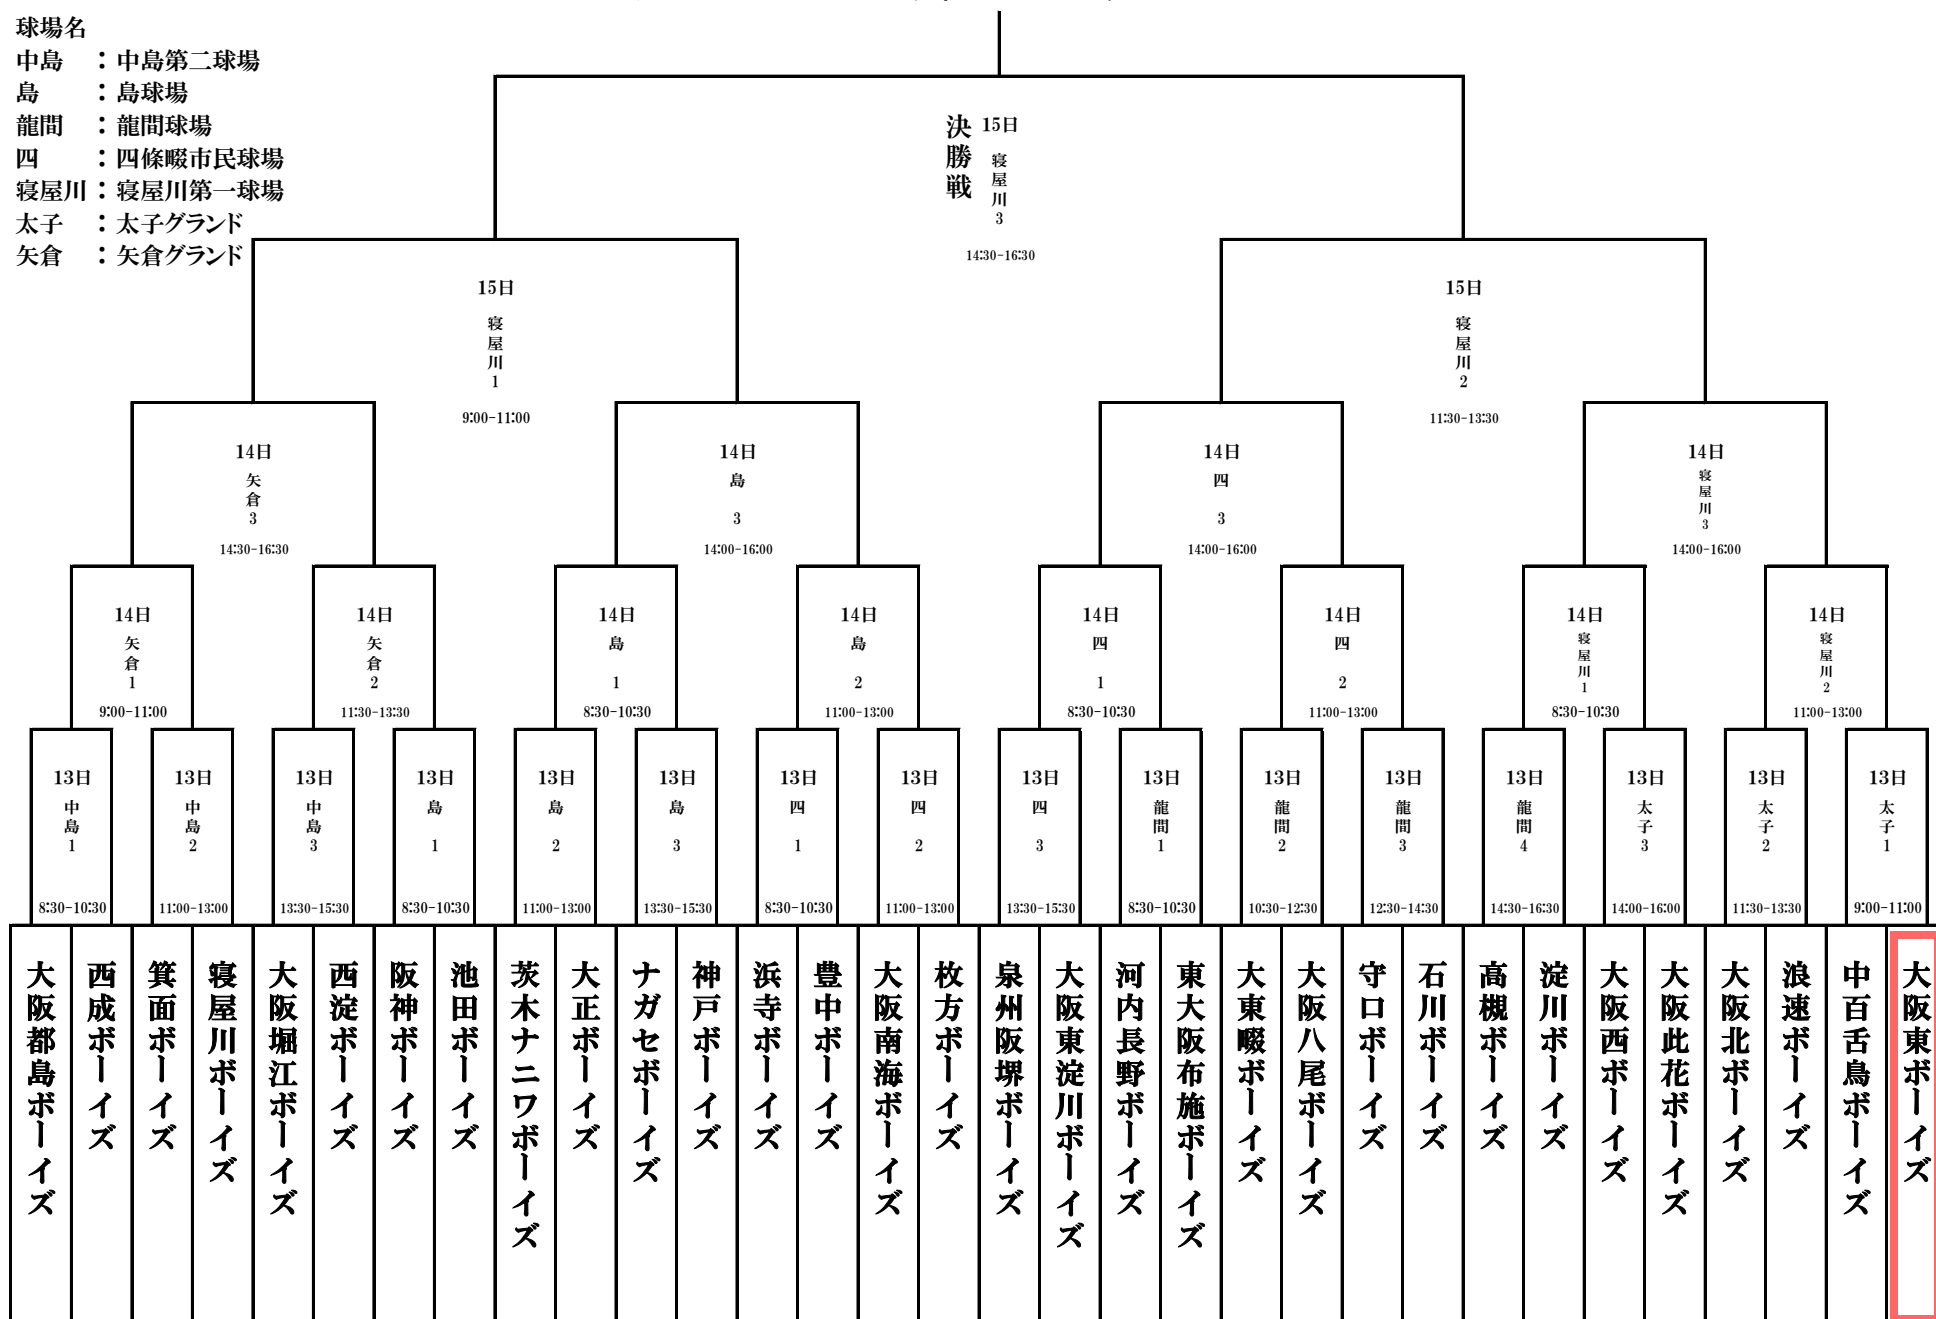 球場名
中島 ：中島第二球場
島 ：島球場
龍間 ：龍間球場
四 ：四條畷市民球場
寝屋川：寝屋川第一球場
太子 ：太子グランド
矢倉 ：矢倉グランド
決勝戦
15日
寝屋川3
14:30-16:30
15日
寝屋川1
9:00-11:00
15日
寝屋川2
11:30-13:30
14日
矢倉3
14:30-16:30
14日
島 3
14:00-16:00
14日
四 3
14:00-16:00
14日
寝屋川3
14:00-16:00
14日
矢倉1
9:00-11:00
14日
矢倉2
11:30-13:30
14日
島 1
8:30-10:30
14日
島 2
11:00-13:00
14日
四 1
8:30-10:30
14日
四 2
11:00-13:00
14日
寝屋川1
8:30-10:30
14日
寝屋川2
11:00-13:00
13日
中島1
8:30-10:30
13日
中島2
11:00-13:00
13日
中島3
13:30-15:30
13日
島 1
8:30-10:30
13日
島 2
11:00-13:00
13日
島 3
13:30-15:30
13日
四 1
8:30-10:30
13日
四 2
11:00-13:00
13日
四 3
13:30-15:30
13日
龍間1
8:30-10:30
13日
龍間2
10:30-12:30
13日
龍間3
12:30-14:30
13日
龍間4
14:30-16:30
13日
太子3
14:00-16:00
13日
太子2
11:30-13:30
13日
太子1
9:00-11:00
大阪都島ボーイズ
西成ボーイズ
箕面ボーイズ
寝屋川ボーイズ
大阪堀江ボーイズ
西淀ボーイズ
阪神ボーイズ
池田ボーイズ
茨木ナニワボーイズ
大正ボーイズ
ナガセボーイズ
神戸ボーイズ
浜寺ボーイズ
豊中ボーイズ
大阪南海ボーイズ
枚方ボーイズ
泉州阪堺ボーイズ
大阪東淀川ボーイズ
河内長野ボーイズ
東大阪布施ボーイズ
大東畷ボーイズ
大阪八尾ボーイズ
守口ボーイズ
石川ボーイズ
高槻ボーイズ
淀川ボーイズ
大阪西ボーイズ
大阪此花ボーイズ
大阪北ボーイズ
浪速ボーイズ
中百舌鳥ボーイズ
大阪東ボーイズ